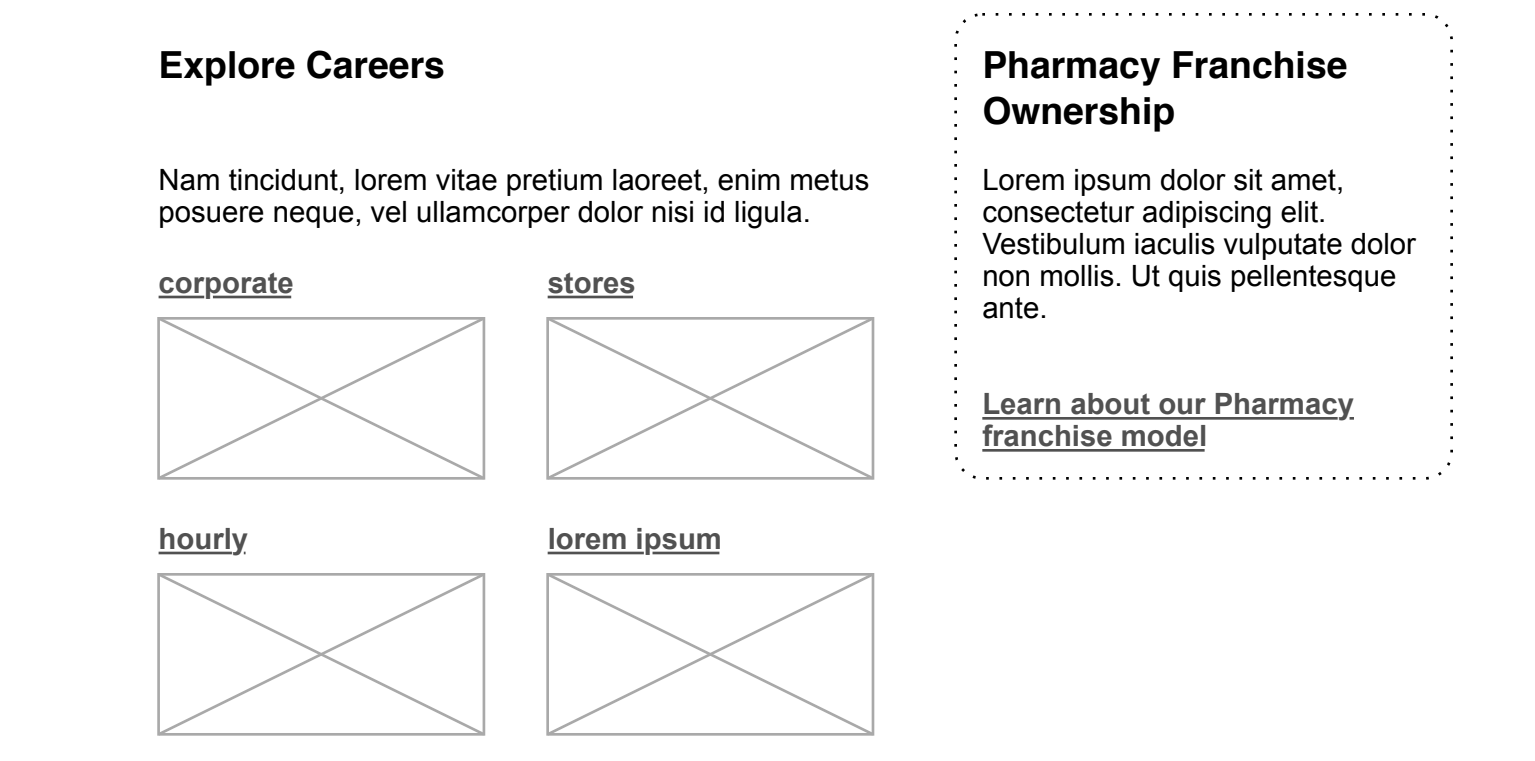 Explore Careers
Nam tincidunt, lorem vitae pretium laoreet, enim metus
posuere neque, vel ullamcorper dolor nisi id ligula.
corporate
stores
hourly
lorem ipsum
Pharmacy Franchise
Ownership
Lorem ipsum dolor sit amet,
consectetur adipiscing elit.
Vestibulum iaculis vulputate dolor
non mollis. Ut quis pellentesque
ante.
Learn about our Pharmacy
franchise model